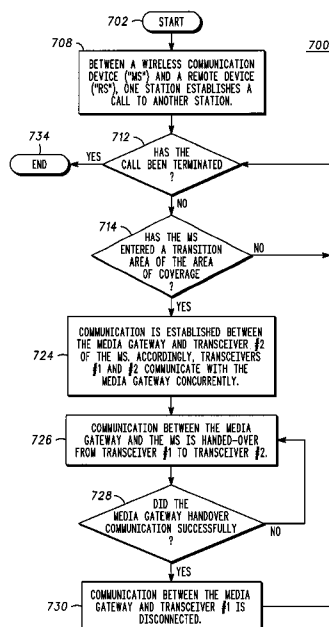 702
START
700
708
BETWEEN A WIRELESS COMMUNICATION
DEVICE ("MS") AND A REMOTE DEVICE
("RS"), ONE STATION ESTABLISHES A
CALL TO ANOTHER STATION.
734
END
YES
712
HAS THE
CALL BEEN TERMINATED
?
NO
714
HAS THE MS
ENTERED A TRANSITION
AREA OF THE AREA
OF COVERAGE
?
NO
YES
724
COMMUNICATION IS ESTABLISHED BETWEEN
THE MEDIA GATEWAY AND TRANSCEIVER #2
OF THE MS. ACCORDINGLY, TRANSCEIVERS
#1 AND #2 COMMUNICATE WITH THE
MEDIA GATEWAY CONCURRENTLY.
726
COMMUNICATION BETWEEN THE MEDIA
GATEWAY AND THE MS IS HANDED-OVER
FROM TRANSCEIVER #1 TO TRANSCEIVER #2.
728
DID THE
MEDIA GATEWAY HANDOVER
COMMUNICATION SUCCESSFULLY
?
NO
YES
730
COMMUNICATION BETWEEN THE MEDIA
GATEWAY AND TRANSCEIVER #1 IS
DISCONNECTED.